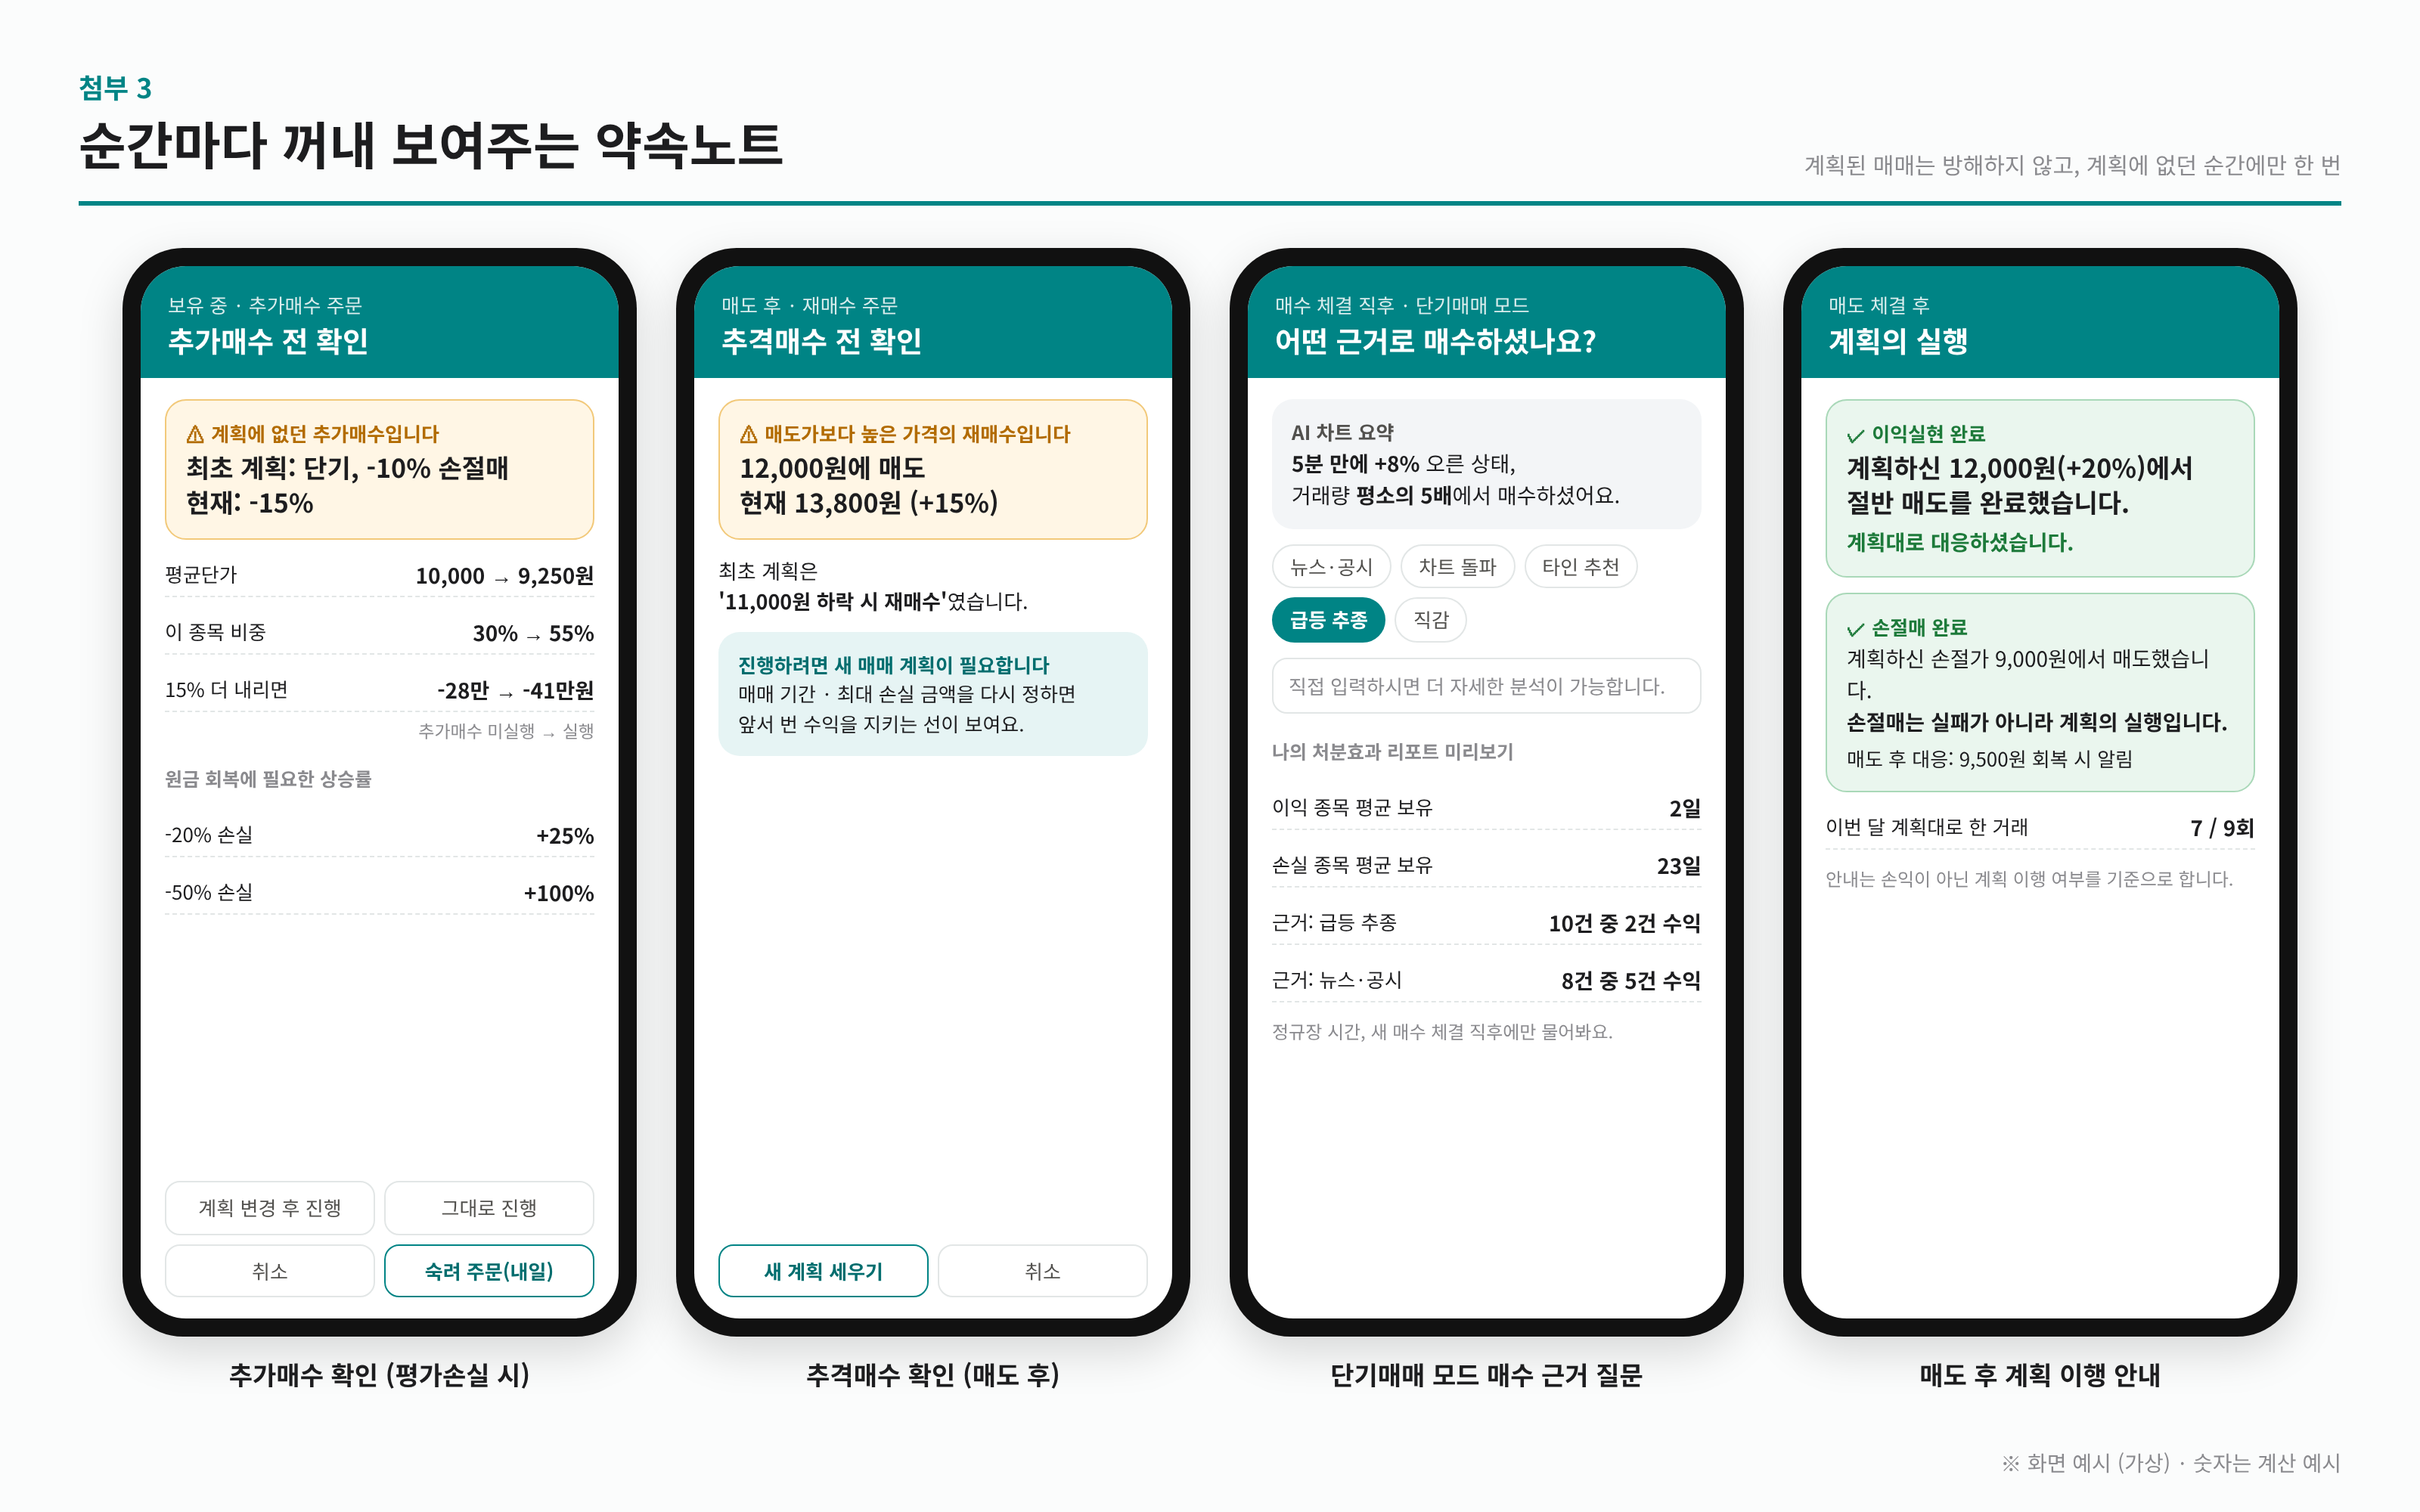 첨부 3
순간마다 꺼내 보여주는 약속노트
계획된 매매는 방해하지 않고, 계획에 없던 순간에만 한 번
보유 중 · 추가매수 주문
추가매수 전 확인
⚠ 계획에 없던 추가매수입니다
최초 계획: 단기, -10% 손절매
현재: -15%
평균단가 10,000 → 9,250원
이 종목 비중 30% → 55%
15% 더 내리면 -28만 → -41만원
추가매수 미실행 → 실행
원금 회복에 필요한 상승률
-20% 손실 +25%
-50% 손실 +100%
계획 변경 후 진행 그대로 진행
취소 숙려 주문(내일)
추가매수 확인 (평가손실 시)
매도 후 · 재매수 주문
추격매수 전 확인
⚠ 매도가보다 높은 가격의 재매수입니다
12,000원에 매도
현재 13,800원 (+15%)
최초 계획은
'11,000원 하락 시 재매수'였습니다.
진행하려면 새 매매 계획이 필요합니다
매매 기간 · 최대 손실 금액을 다시 정하면
앞서 번 수익을 지키는 선이 보여요.
새 계획 세우기 취소
추격매수 확인 (매도 후)
매수 체결 직후 · 단기매매 모드
어떤 근거로 매수하셨나요?
AI 차트 요약
5분 만에 +8% 오른 상태,
거래량 평소의 5배에서 매수하셨어요.
뉴스·공시 차트 돌파 타인 추천
급등 추종 직감
직접 입력하시면 더 자세한 분석이 가능합니다.
나의 처분효과 리포트 미리보기
이익 종목 평균 보유 2일
손실 종목 평균 보유 23일
근거: 급등 추종 10건 중 2건 수익
근거: 뉴스·공시 8건 중 5건 수익
정규장 시간, 새 매수 체결 직후에만 물어봐요.
단기매매 모드 매수 근거 질문
매도 체결 후
계획의 실행
✓ 이익실현 완료
계획하신 12,000원(+20%)에서
절반 매도를 완료했습니다.
계획대로 대응하셨습니다.
✓ 손절매 완료
계획하신 손절가 9,000원에서 매도했습니
다.
손절매는 실패가 아니라 계획의 실행입니다.
매도 후 대응: 9,500원 회복 시 알림
이번 달 계획대로 한 거래 7 / 9회
안내는 손익이 아닌 계획 이행 여부를 기준으로 합니다.
매도 후 계획 이행 안내
※ 화면 예시 (가상) · 숫자는 계산 예시